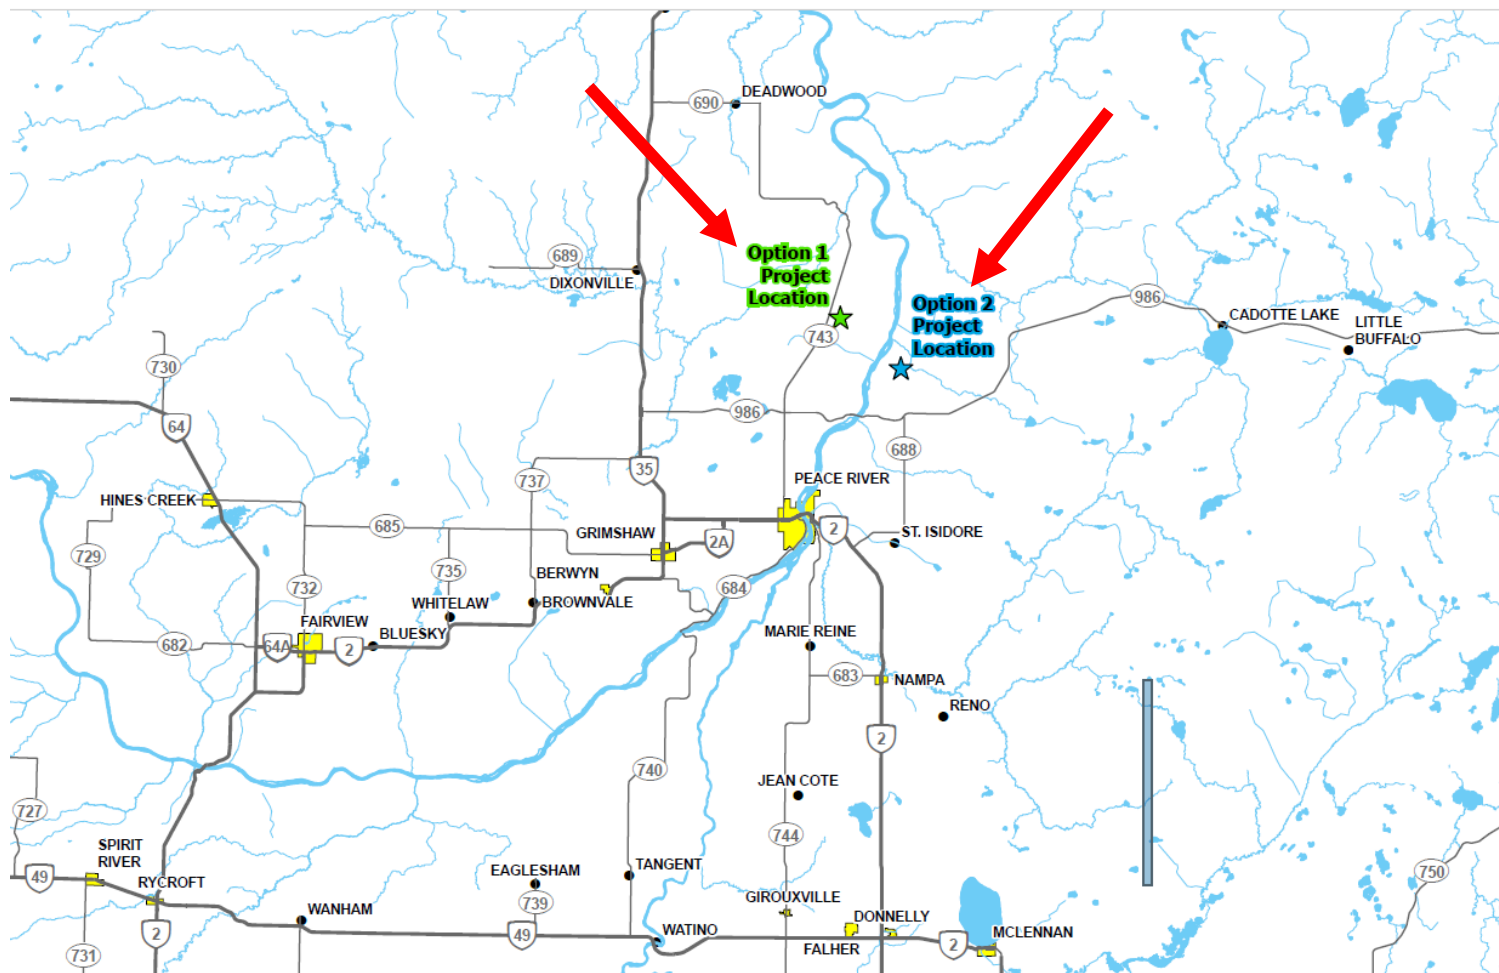 DEADWOOD
690
Option 1
Project
Location
689
DIXONVILLE
986
Option 2
Project
Location
CADOTTE LAKE
LITTLE
BUFFALO
743
730
986
64
688
35
737
PEACE RIVER
HINES CREEK
685
GRIMSHAW
2A
2
ST. ISIDORE
729
735
BERWYN
732
684
WHITELAW
BROWNVALE
FAIRVIEW
BLUESKY
MARIE REINE
682
64A
2
683
NAMPA
RENO
2
740
JEAN COTE
727
744
SPIRIT
RIVER
49
RYCROFT
EAGLESHAM
TANGENT
750
739
GIROUXVILLE
WANHAM
DONNELLY
2
49
WATINO
FALHER
2
MCLENNAN
731